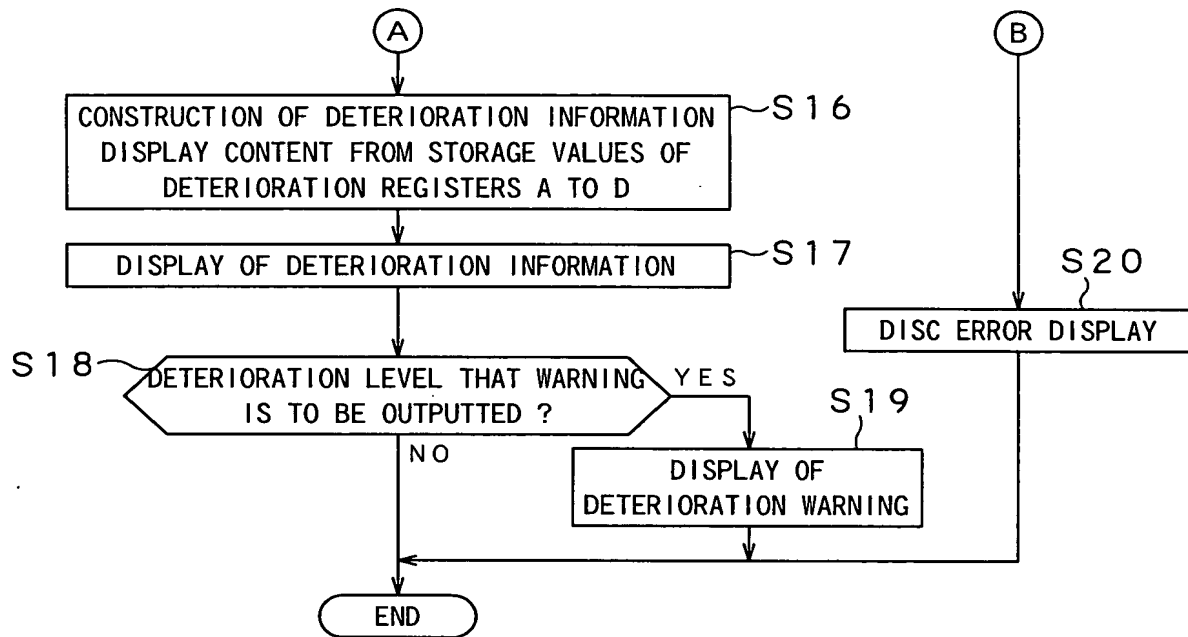 A
B
CONSTRUCTION OF DETERIORATION INFORMATION
DISPLAY CONTENT FROM STORAGE VALUES OF
DETERIORATION REGISTERS A TO D
S16
DISPLAY OF DETERIORATION INFORMATION
S17
S20
DISC ERROR DISPLAY
S18
DETERIORATION LEVEL THAT WARNING
IS TO BE OUTPUTTED ?
YES
NO
S19
DISPLAY OF
DETERIORATION WARNING
END